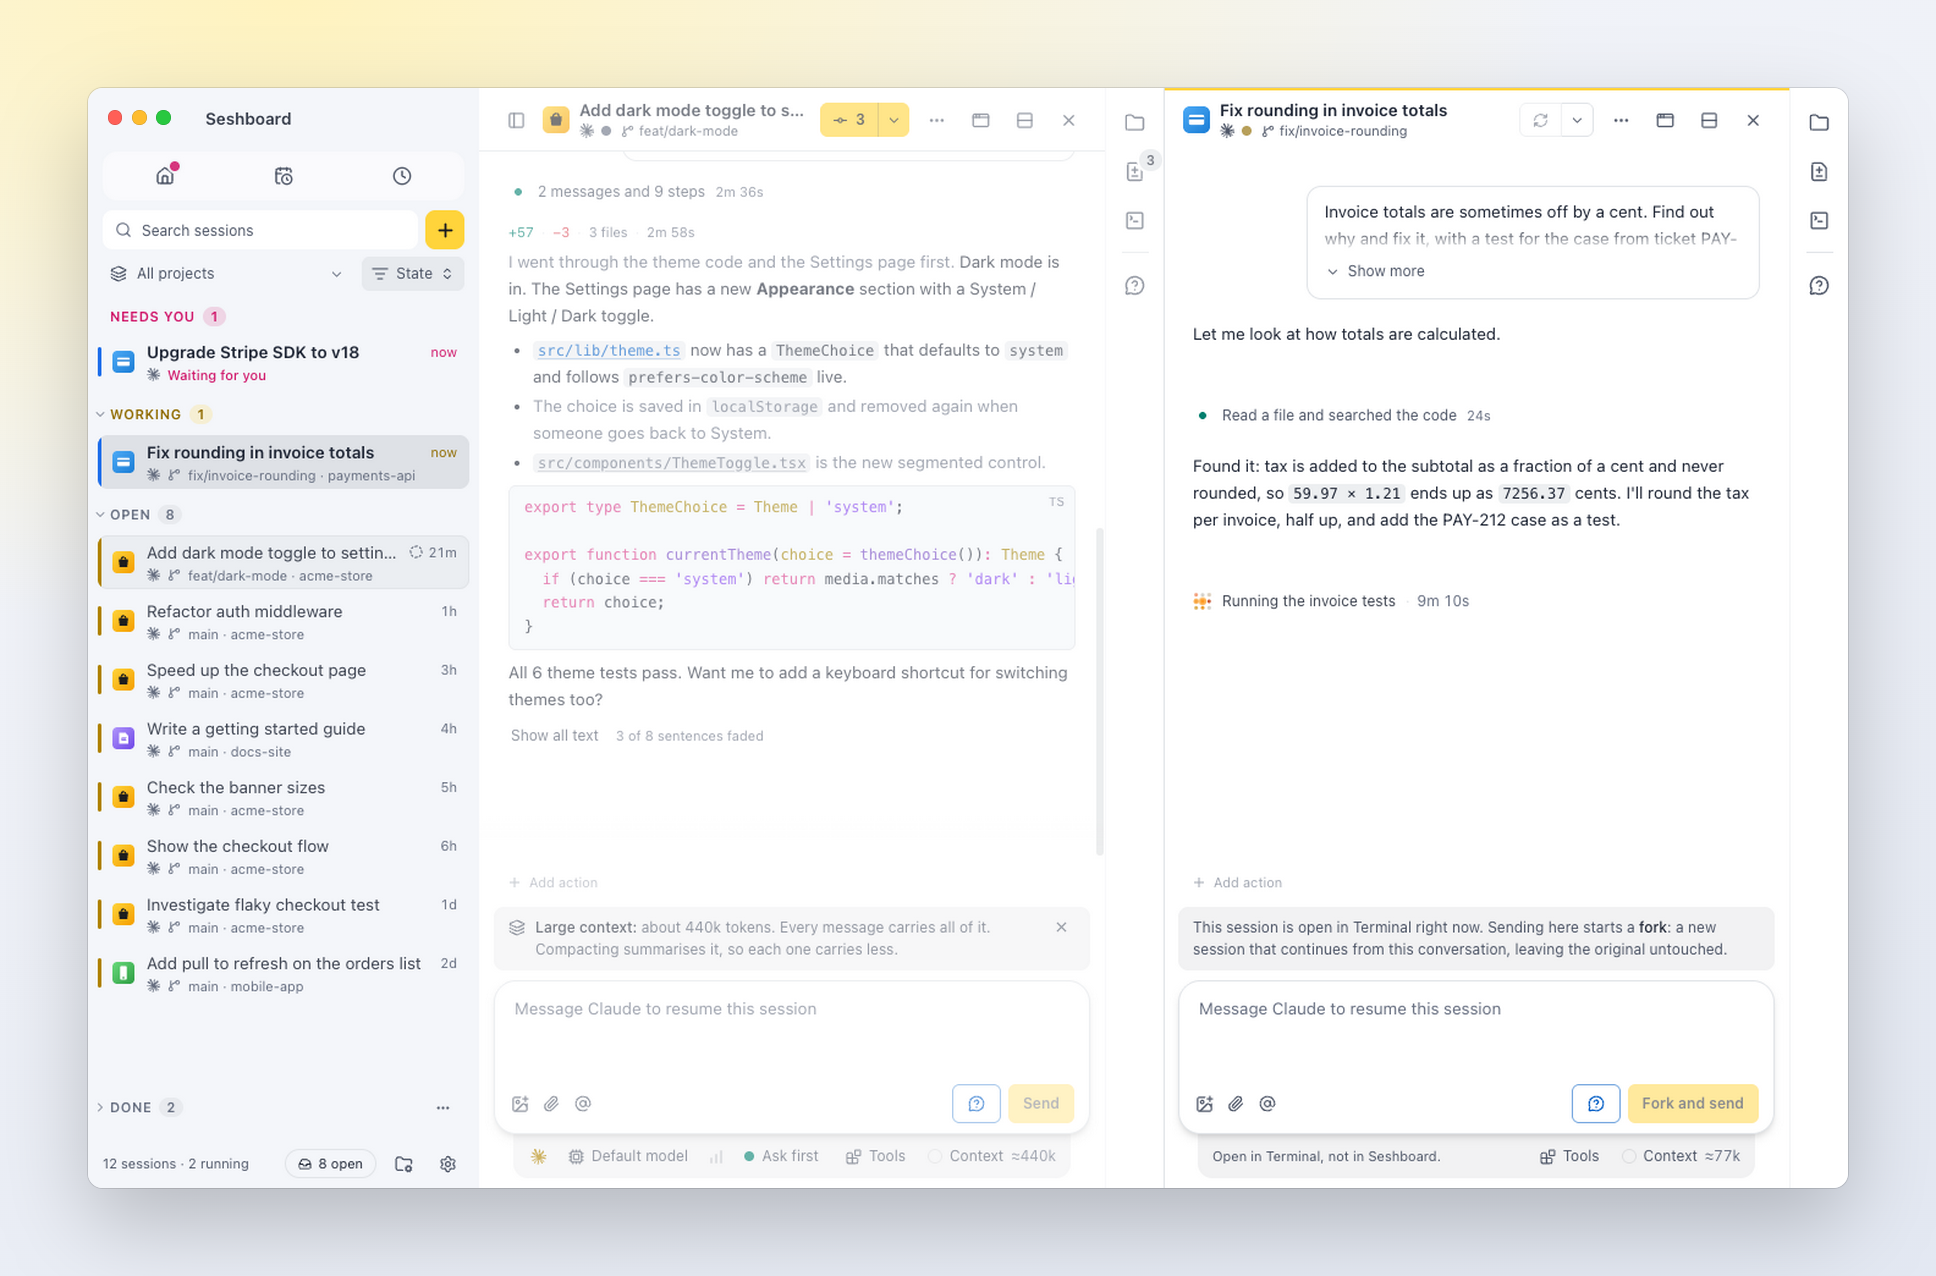 Seshboard
Search sessions
All projects
State
NEEDS YOU 1
Upgrade Stripe SDK to v18 now
Waiting for you
WORKING 1
Fix rounding in invoice totals now
fix/invoice-rounding · payments-api
OPEN 8
Add dark mode toggle to settin... 21m
feat/dark-mode · acme-store
Refactor auth middleware 1h
main · acme-store
Speed up the checkout page 3h
main · acme-store
Write a getting started guide 4h
main · docs-site
Check the banner sizes 5h
main · acme-store
Show the checkout flow 6h
main · acme-store
Investigate flaky checkout test 1d
main · acme-store
Add pull to refresh on the orders list 2d
main · mobile-app
DONE 2
12 sessions · 2 running
8 open
Add dark mode toggle to s...
feat/dark-mode
3
2 messages and 9 steps 2m 36s
+57 · −3 · 3 files · 2m 58s
I went through the theme code and the Settings page first. Dark mode is
in. The Settings page has a new Appearance section with a System /
Light / Dark toggle.
• src/lib/theme.ts now has a ThemeChoice that defaults to system
and follows prefers-color-scheme live.
• The choice is saved in localStorage and removed again when
someone goes back to System.
• src/components/ThemeToggle.tsx is the new segmented control.
TS
export type ThemeChoice = Theme | 'system';
export function currentTheme(choice = themeChoice()): Theme {
if (choice === 'system') return media.matches ? 'dark' : 'lig
return choice;
}
All 6 theme tests pass. Want me to add a keyboard shortcut for switching
themes too?
Show all text 3 of 8 sentences faded
+ Add action
Large context: about 440k tokens. Every message carries all of it.
Compacting summarises it, so each one carries less.
Message Claude to resume this session
Send
Default model
Ask first
Tools
Context ≈440k
3
Fix rounding in invoice totals
fix/invoice-rounding
Invoice totals are sometimes off by a cent. Find out
why and fix it, with a test for the case from ticket PAY-
Show more
Let me look at how totals are calculated.
Read a file and searched the code 24s
Found it: tax is added to the subtotal as a fraction of a cent and never
rounded, so 59.97 × 1.21 ends up as 7256.37 cents. I'll round the tax
per invoice, half up, and add the PAY-212 case as a test.
Running the invoice tests · 9m 10s
+ Add action
This session is open in Terminal right now. Sending here starts a fork: a new
session that continues from this conversation, leaving the original untouched.
Message Claude to resume this session
Fork and send
Open in Terminal, not in Seshboard.
Tools
Context ≈77k